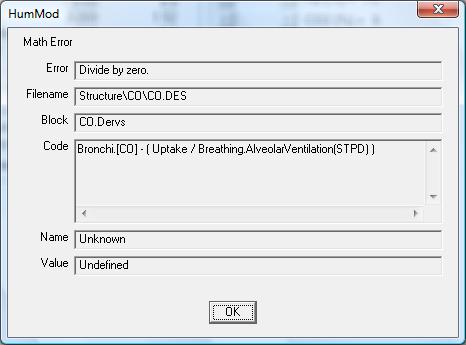 HumMod
Math Error
Error Divide by zero.
Filename Structure\CO\CO.DES
Block CO.Dervs
Code Bronchi.[CO] - ( Uptake / Breathing.AlveolarVentilation(STPD) )
Name Unknown
Value Undefined
OK